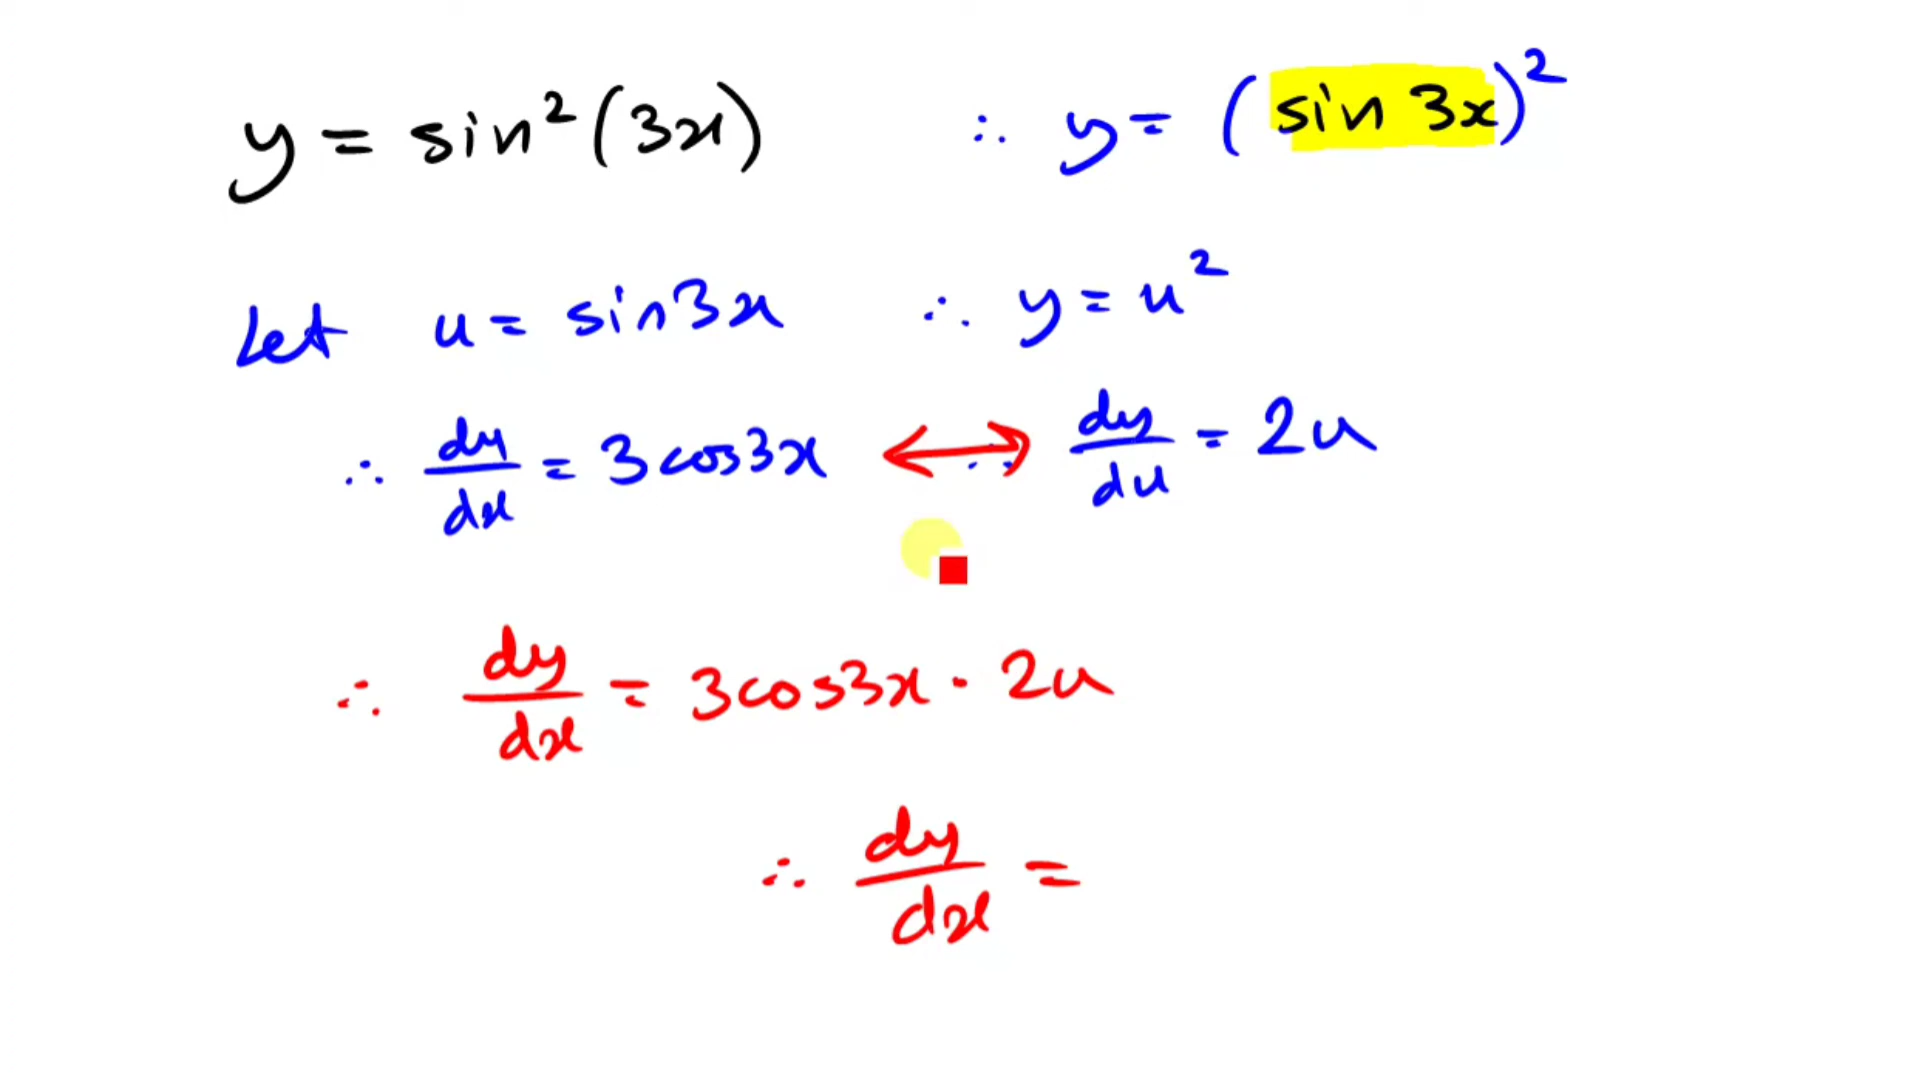 y = sin²(3x) ∴ y = (sin 3x)²
Let u = sin3x ∴ y = u²
∴ dy/dx = 3cos3x ↔ ∴ dy/du = 2u
∴ dy/dx = 3cos3x · 2u
∴ dy/dx =